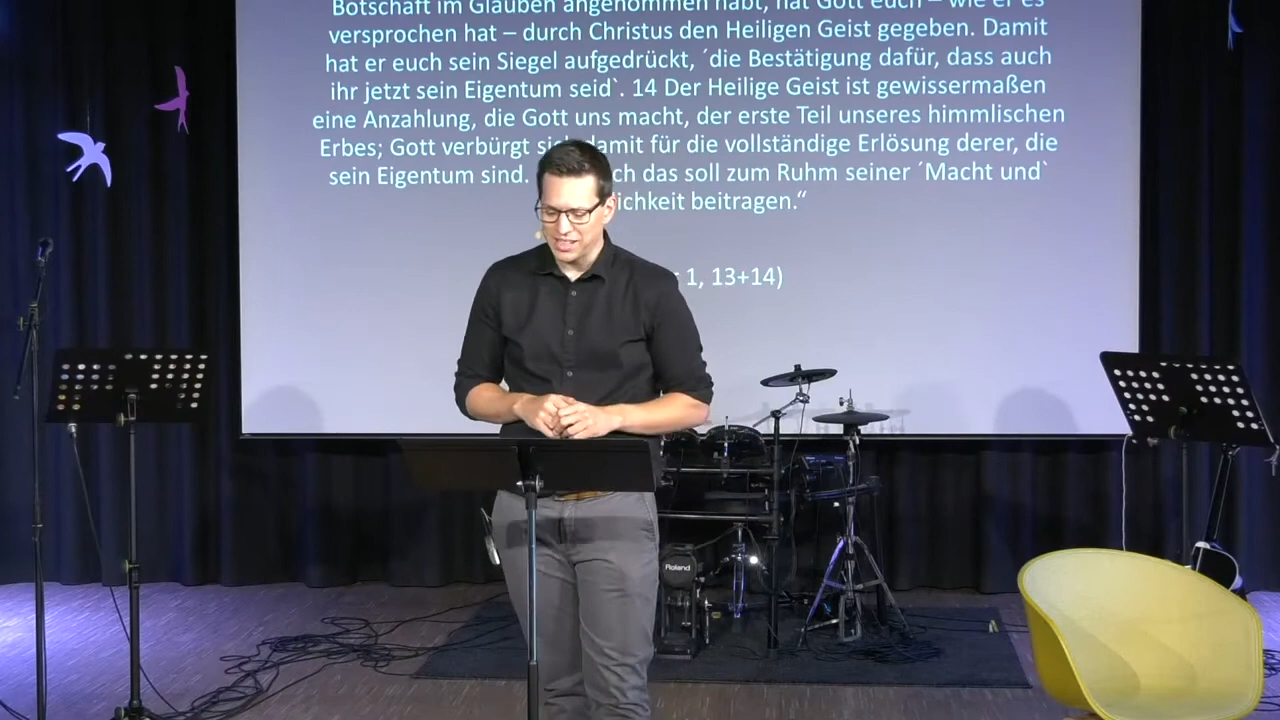 Botschaft im Glauben angenommen habt, hat Gott euch – wie er es
versprochen hat – durch Christus den Heiligen Geist gegeben. Damit
hat er euch sein Siegel aufgedrückt, ´die Bestätigung dafür, dass auch
ihr jetzt sein Eigentum seid`. 14 Der Heilige Geist ist gewissermaßen
eine Anzahlung, die Gott uns macht, der erste Teil unseres himmlischen
Erbes; Gott verbürgt sich damit für die vollständige Erlösung derer, die
sein Eigentum sind. das soll zum Ruhm seiner ´Macht und`
beitragen.“
1, 13+14)
Roland